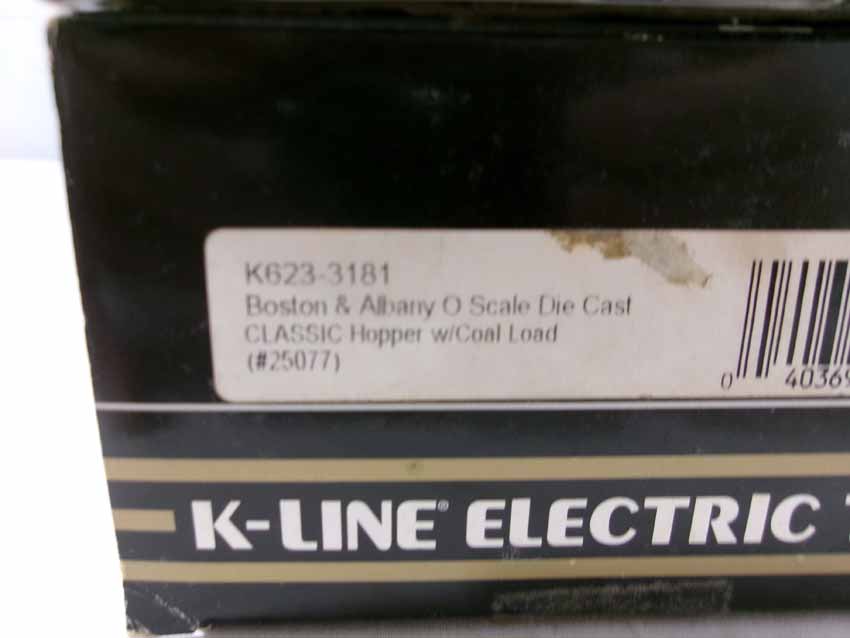 K623-3181
Boston & Albany O Scale Die Cast
CLASSIC Hopper w/Coal Load
(#25077)
0 40369
K-LINE® ELECTRIC T